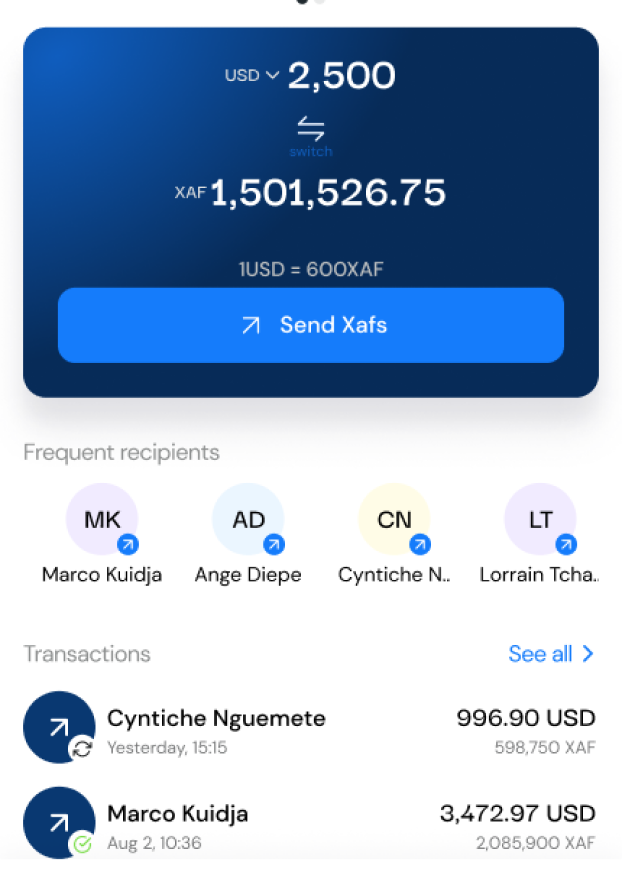 USD 2,500
switch
XAF 1,501,526.75
1USD = 600XAF
Send Xafs
Frequent recipients
MK AD CN LT
Marco Kuidja Ange Diepe Cyntiche N.. Lorrain Tcha..
Transactions See all
Cyntiche Nguemete 996.90 USD
Yesterday, 15:15 598,750 XAF
Marco Kuidja 3,472.97 USD
Aug 2, 10:36 2,085,900 XAF